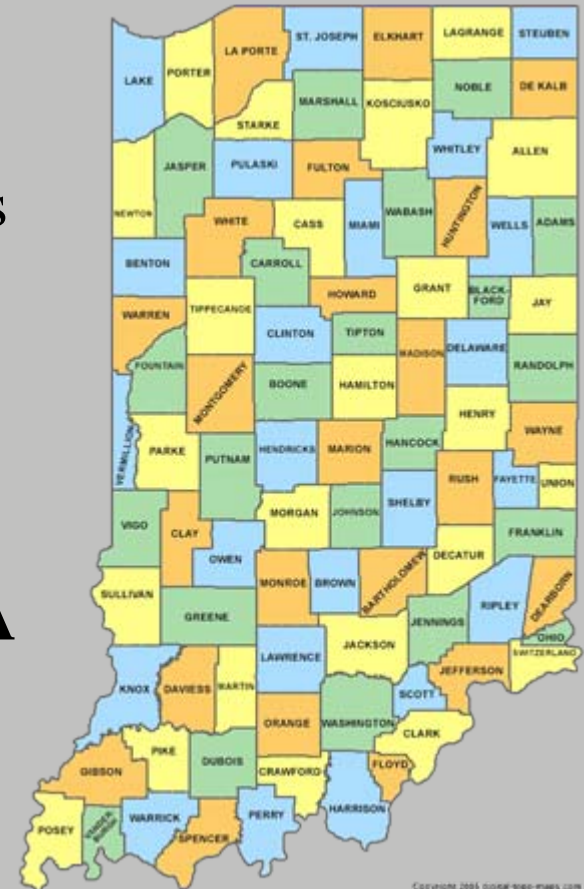 LAKE PORTER LA PORTE ST. JOSEPH ELKHART LAGRANGE STEUBEN
NOBLE DE KALB
STARKE MARSHALL KOSCIUSKO
JASPER PULASKI FULTON WHITLEY ALLEN
S
NEWTON WHITE CASS MIAMI WABASH HUNTINGTON WELLS ADAMS
BENTON CARROLL
WARREN TIPPECANOE HOWARD GRANT BLACK-
FORD JAY
CLINTON TIPTON MADISON DELAWARE
FOUNTAIN MONTGOMERY BOONE HAMILTON RANDOLPH
HENRY
VERMILLION PARKE PUTNAM HENDRICKS MARION HANCOCK WAYNE
RUSH FAYETTE UNION
VIGO CLAY MORGAN JOHNSON SHELBY
OWEN FRANKLIN
SULLIVAN MONROE BROWN BARTHOLOMEW DECATUR
RIPLEY DEARBORN
A
GREENE JENNINGS OHIO
JACKSON SWITZERLAND
KNOX DAVIESS MARTIN LAWRENCE JEFFERSON
SCOTT
ORANGE WASHINGTON
PIKE DUBOIS CLARK
GIBSON CRAWFORD FLOYD
POSEY VANDER-
BURGH WARRICK SPENCER PERRY HARRISON